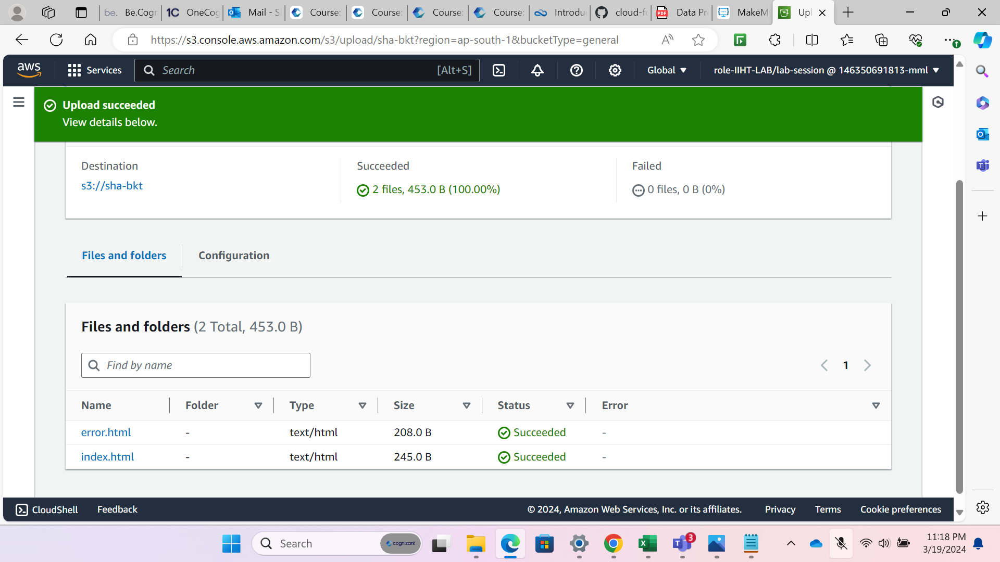 be. Be.Cogn
1C OneCog
Mail - S
Course:
Course:
Course:
Course:
Introdu
cloud-fo
PDF Data Pr
MakeMy
Upl
https://s3.console.aws.amazon.com/s3/upload/sha-bkt?region=ap-south-1&bucketType=general
aws
Services
Search
[Alt+S]
Global
role-IIHT-LAB/lab-session @ 146350691813-mml
Upload succeeded
View details below.
Destination
s3://sha-bkt
Succeeded
2 files, 453.0 B (100.00%)
Failed
0 files, 0 B (0%)
Files and folders
Configuration
Files and folders (2 Total, 453.0 B)
Find by name
1
Name Folder Type Size Status Error
error.html - text/html 208.0 B Succeeded -
index.html - text/html 245.0 B Succeeded -
CloudShell Feedback © 2024, Amazon Web Services, Inc. or its affiliates. Privacy Terms Cookie preferences
Search
cognizant
3
11:18 PM
3/19/2024